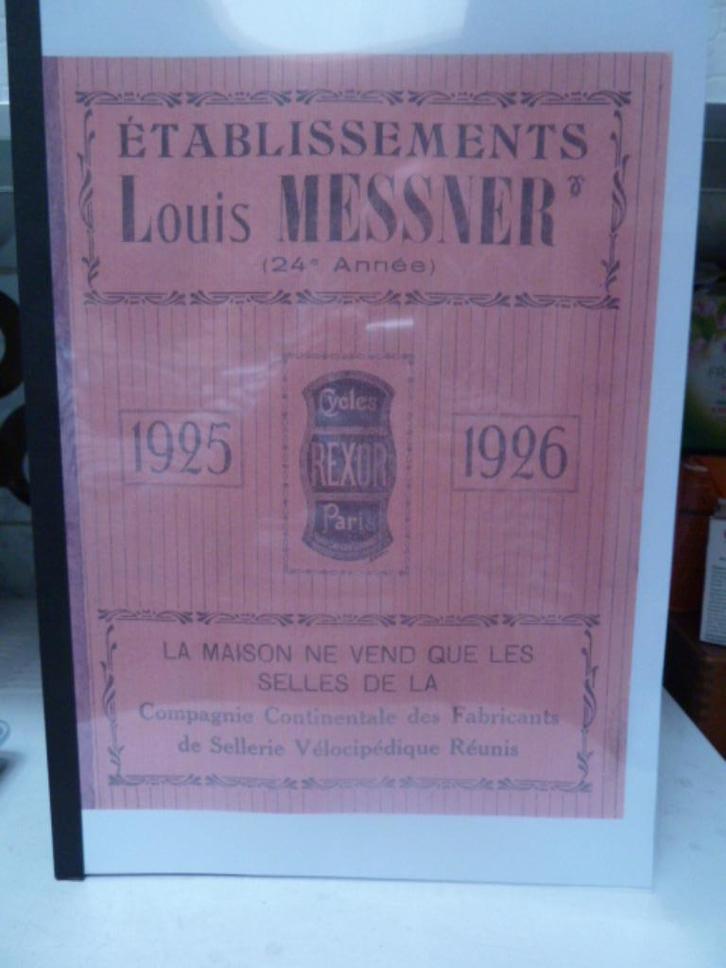 ÉTABLISSEMENTS
Louis MESSNER
(24e Année)
Cycles
REXOR
Paris
1925
1926
LA MAISON NE VEND QUE LES
SELLES DE LA
Compagnie Continentale des Fabricants
de Sellerie Vélocipédique Réunis